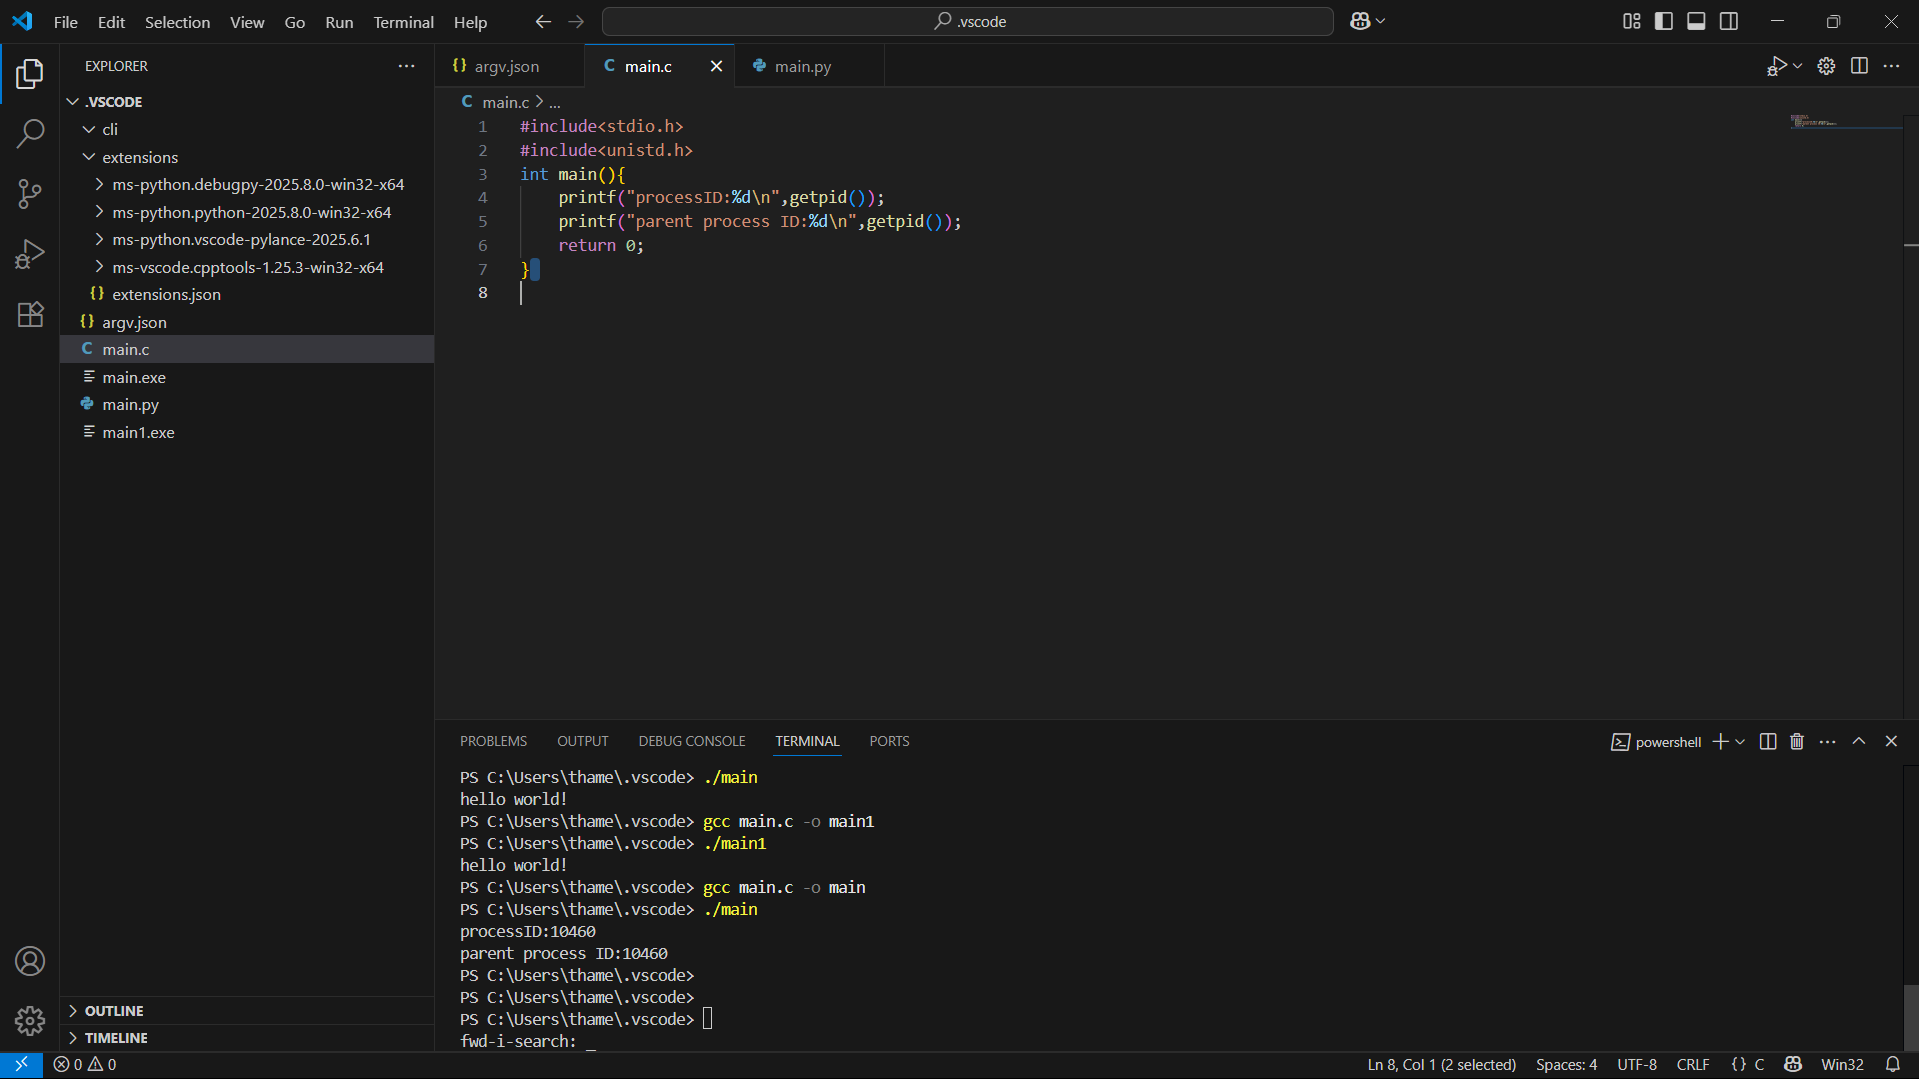 File Edit Selection View Go Run Terminal Help .vscode
EXPLORER
.VSCODE
cli
extensions
ms-python.debugpy-2025.8.0-win32-x64
ms-python.python-2025.8.0-win32-x64
ms-python.vscode-pylance-2025.6.1
ms-vscode.cpptools-1.25.3-win32-x64
{} extensions.json
{} argv.json
C main.c
main.exe
main.py
main1.exe
OUTLINE
TIMELINE
{} argv.json C main.c main.py
C main.c > ...
1 #include<stdio.h>
2 #include<unistd.h>
3 int main(){
4 printf("processID:%d\n",getpid());
5 printf("parent process ID:%d\n",getpid());
6 return 0;
7 }
8
PROBLEMS OUTPUT DEBUG CONSOLE TERMINAL PORTS powershell
PS C:\Users\thame\.vscode> ./main
hello world!
PS C:\Users\thame\.vscode> gcc main.c -o main1
PS C:\Users\thame\.vscode> ./main1
hello world!
PS C:\Users\thame\.vscode> gcc main.c -o main
PS C:\Users\thame\.vscode> ./main
processID:10460
parent process ID:10460
PS C:\Users\thame\.vscode>
PS C:\Users\thame\.vscode>
PS C:\Users\thame\.vscode>
fwd-i-search: _
0 0 Ln 8, Col 1 (2 selected) Spaces: 4 UTF-8 CRLF {} C Win32